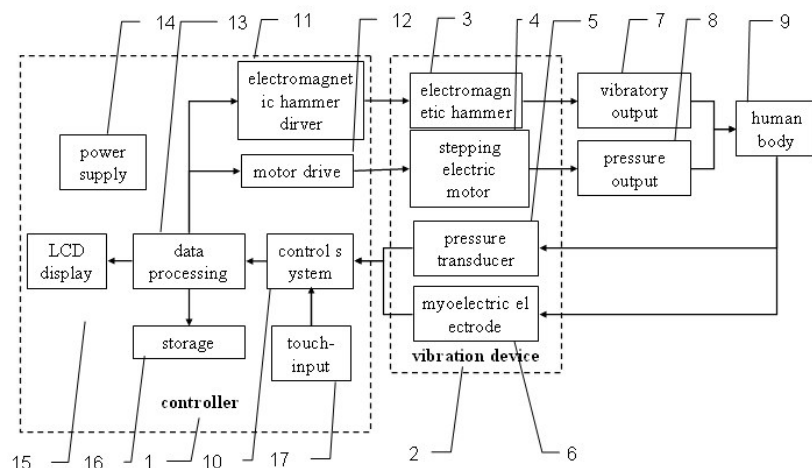 14
13
11
12
3
4
5
7
8
9
electromagnet
ic hammer
dirver
electromagn
etic hammer
vibratory
output
human
body
power
supply
motor drive
stepping
electric
motor
pressure
output
LCD
display
data
processing
control s
ystem
pressure
transducer
storage
touch-
input
myoelectric el
ectrode
vibration device
controller
15
16
1
10
17
2
6